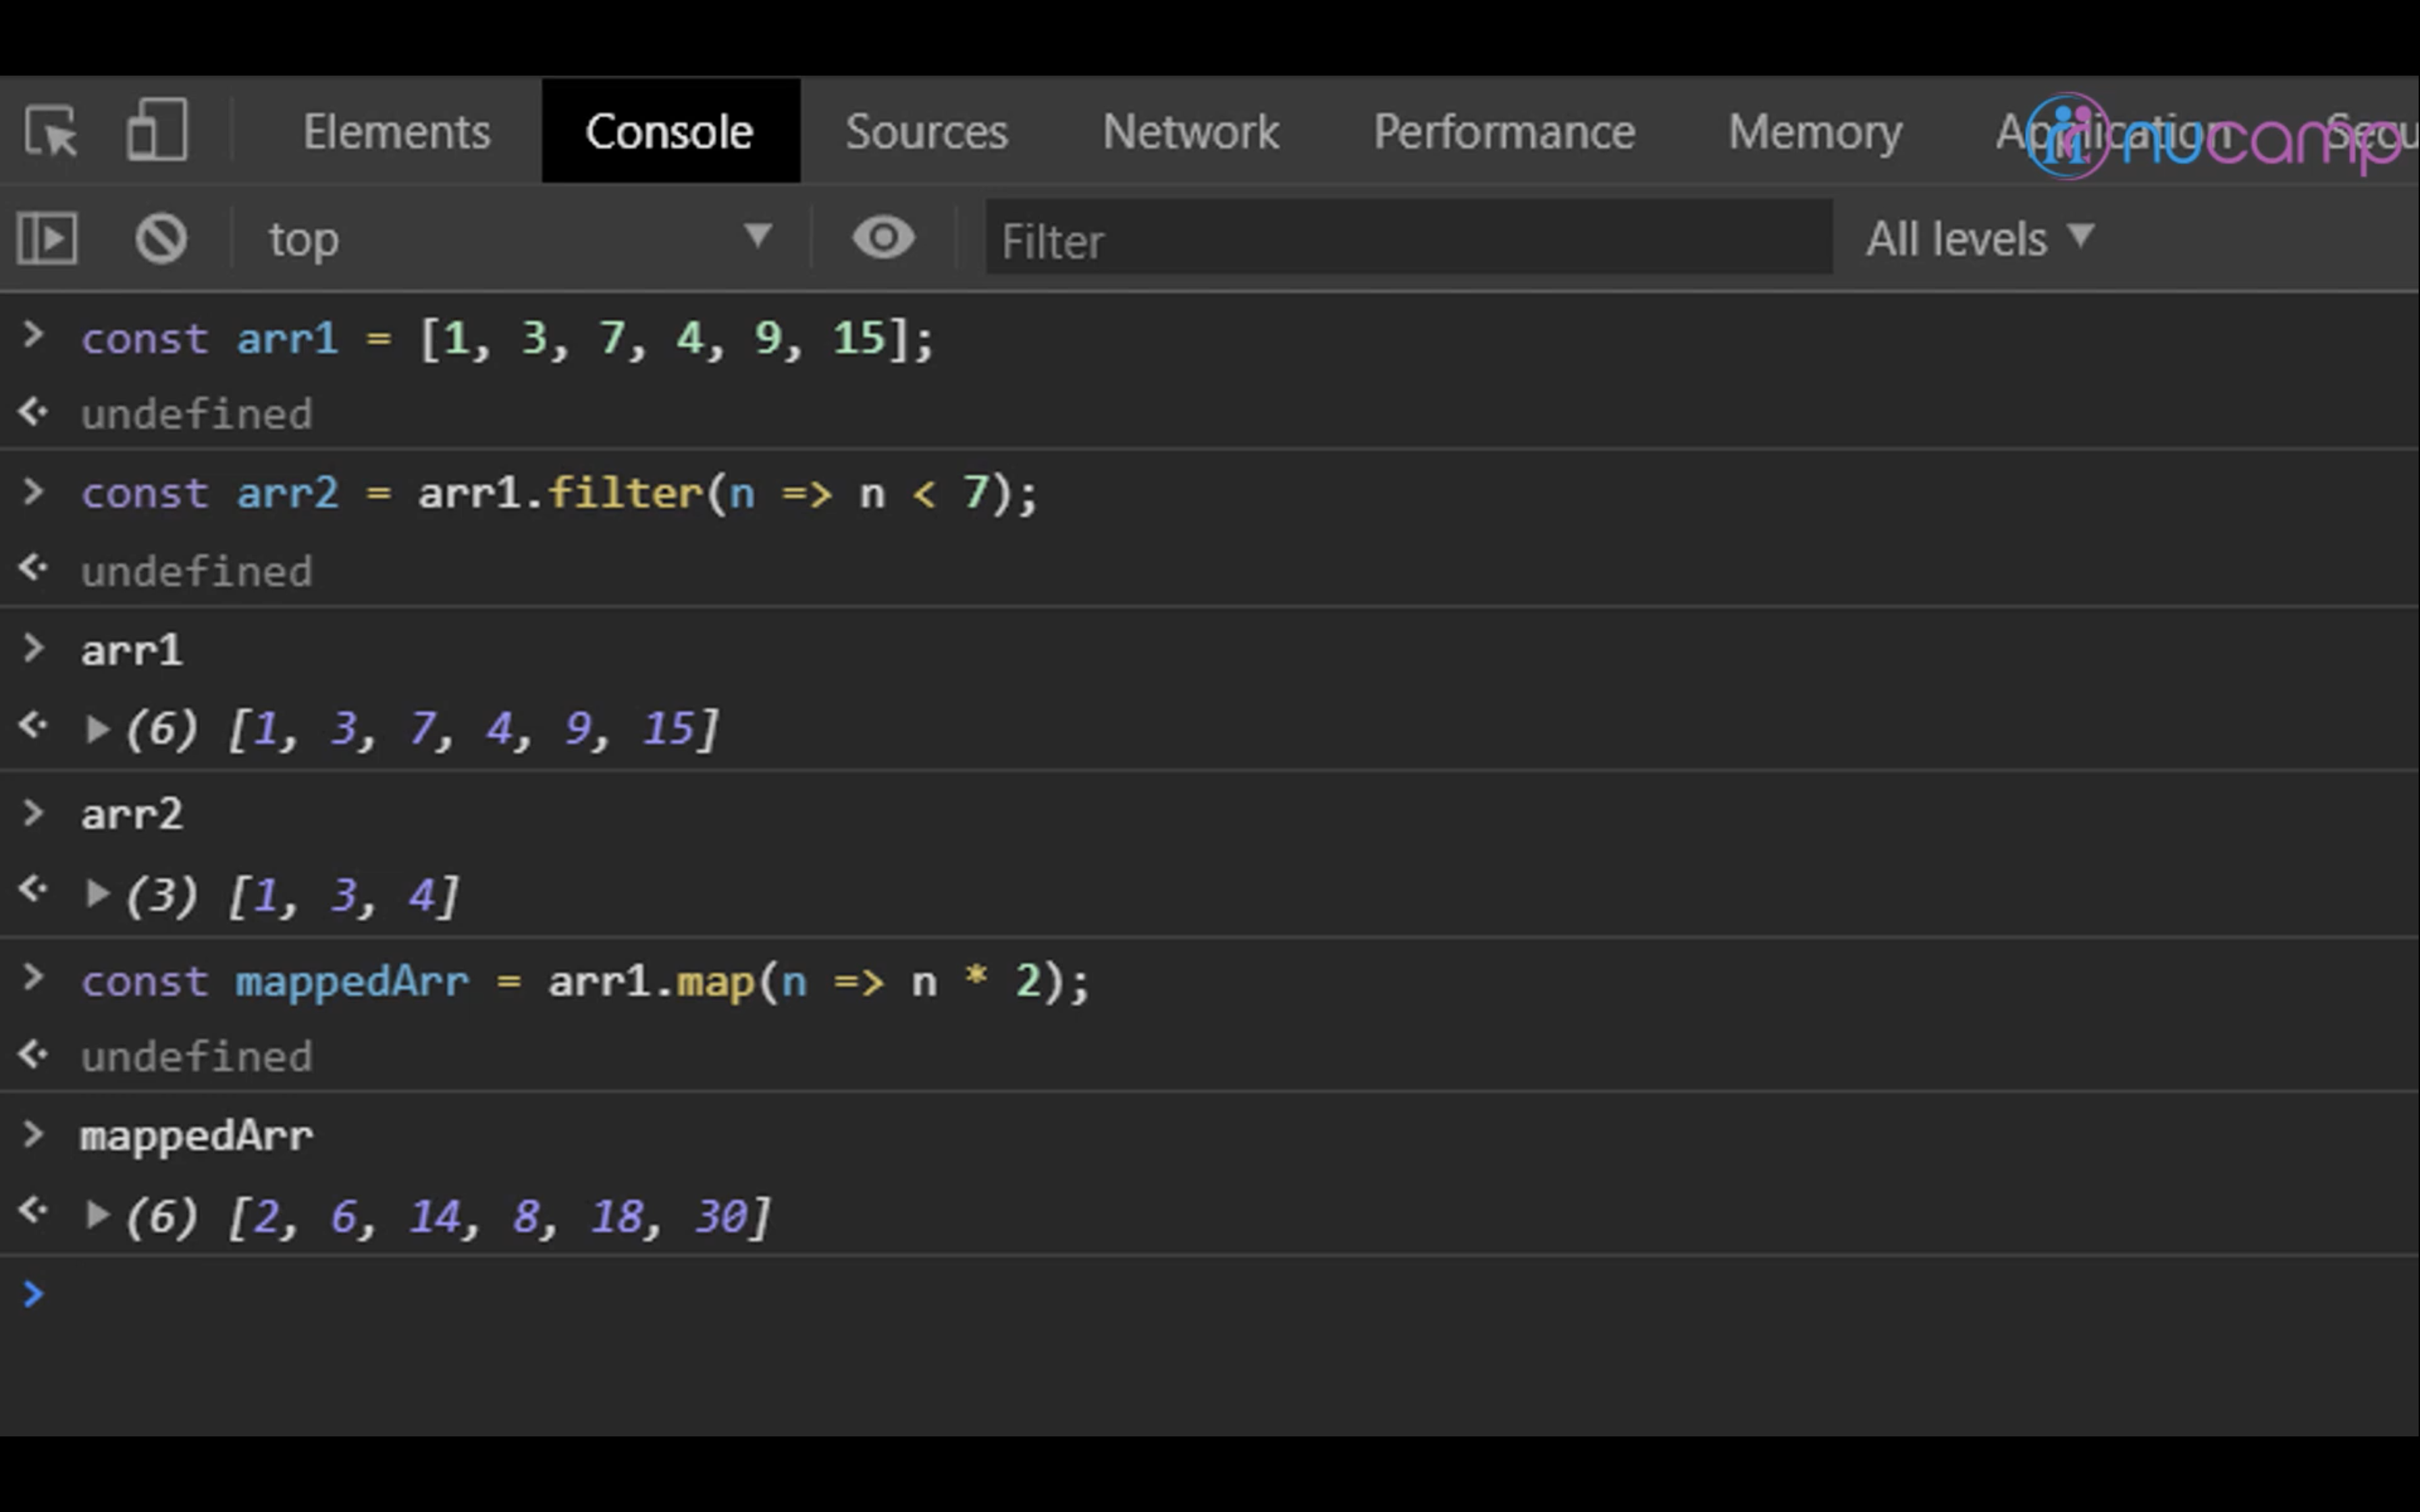 Elements Console Sources Network Performance Memory Application Secu
nucamp
top Filter All levels
> const arr1 = [1, 3, 7, 4, 9, 15];
undefined
> const arr2 = arr1.filter(n => n < 7);
undefined
> arr1
(6) [1, 3, 7, 4, 9, 15]
> arr2
(3) [1, 3, 4]
> const mappedArr = arr1.map(n => n * 2);
undefined
> mappedArr
(6) [2, 6, 14, 8, 18, 30]
>